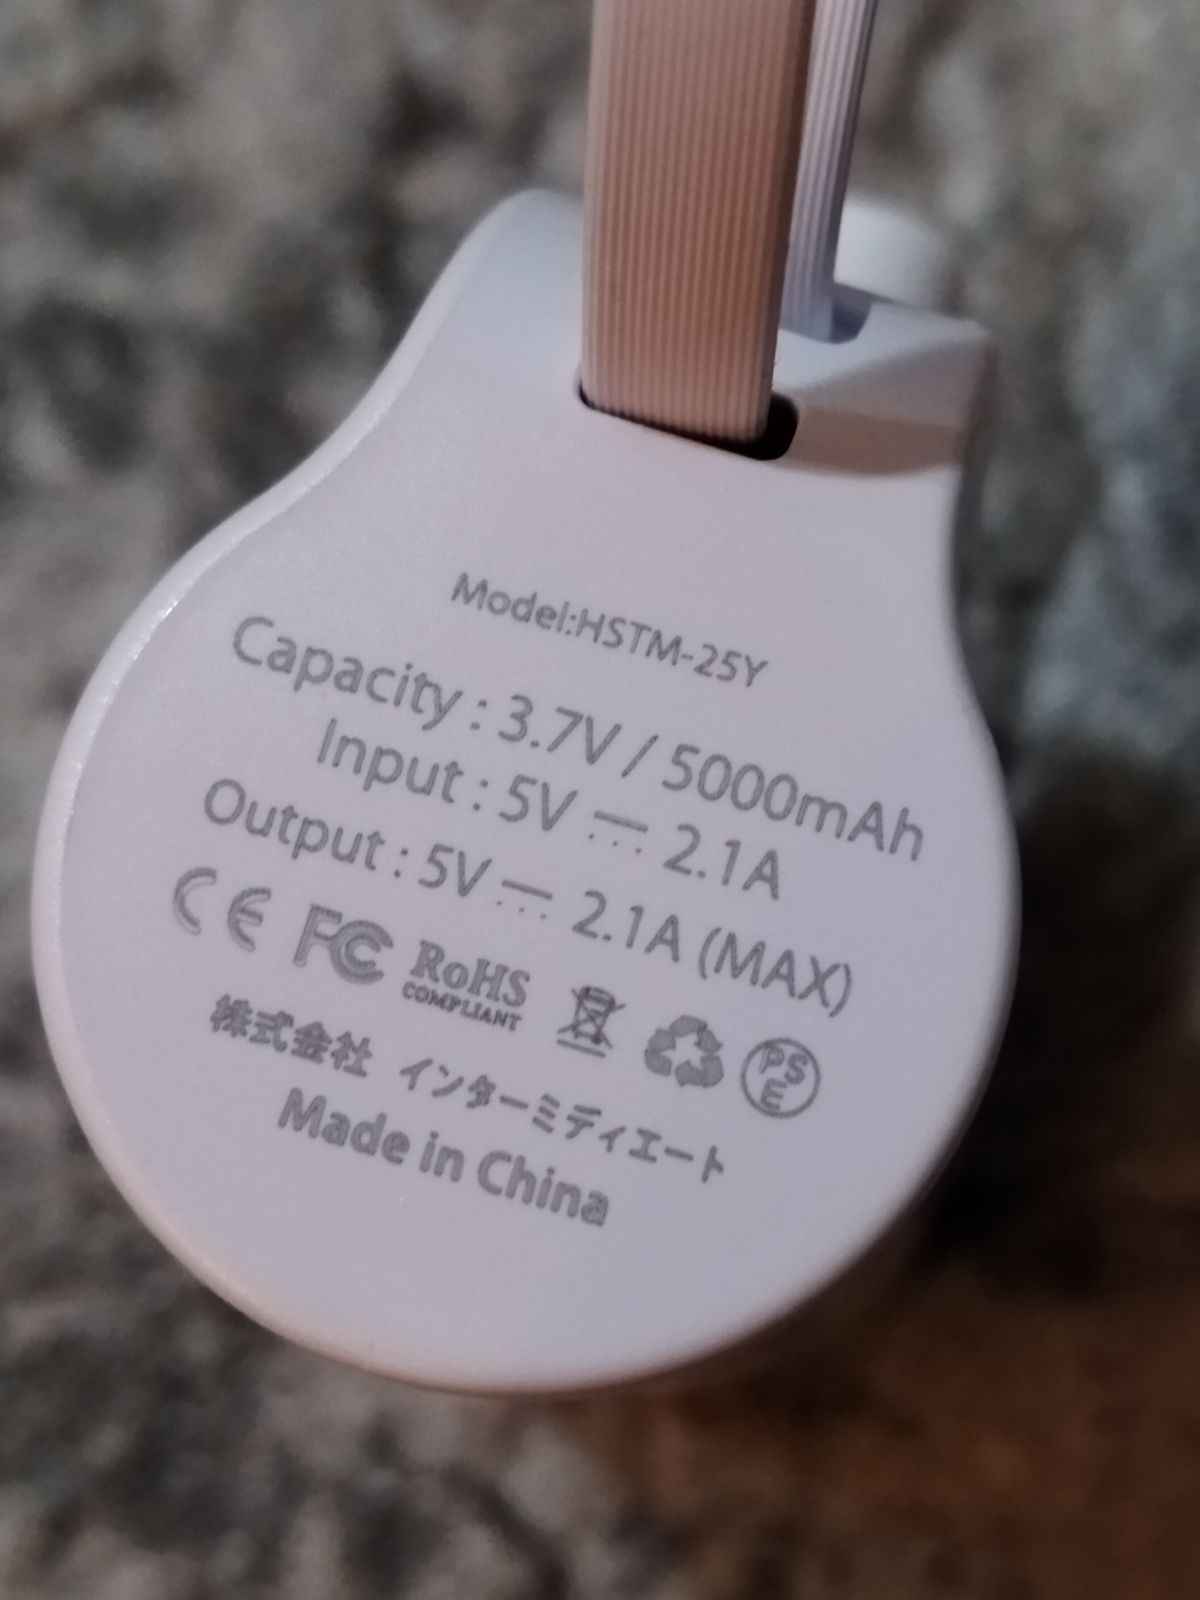 Model:HSTM-25Y
Capacity : 3.7V / 5000mAh
Input : 5V ⎓ 2.1A
Output : 5V ⎓ 2.1A (MAX)
CE FC RoHS COMPLIANT PSE
株式会社 インターミディエート
Made in China